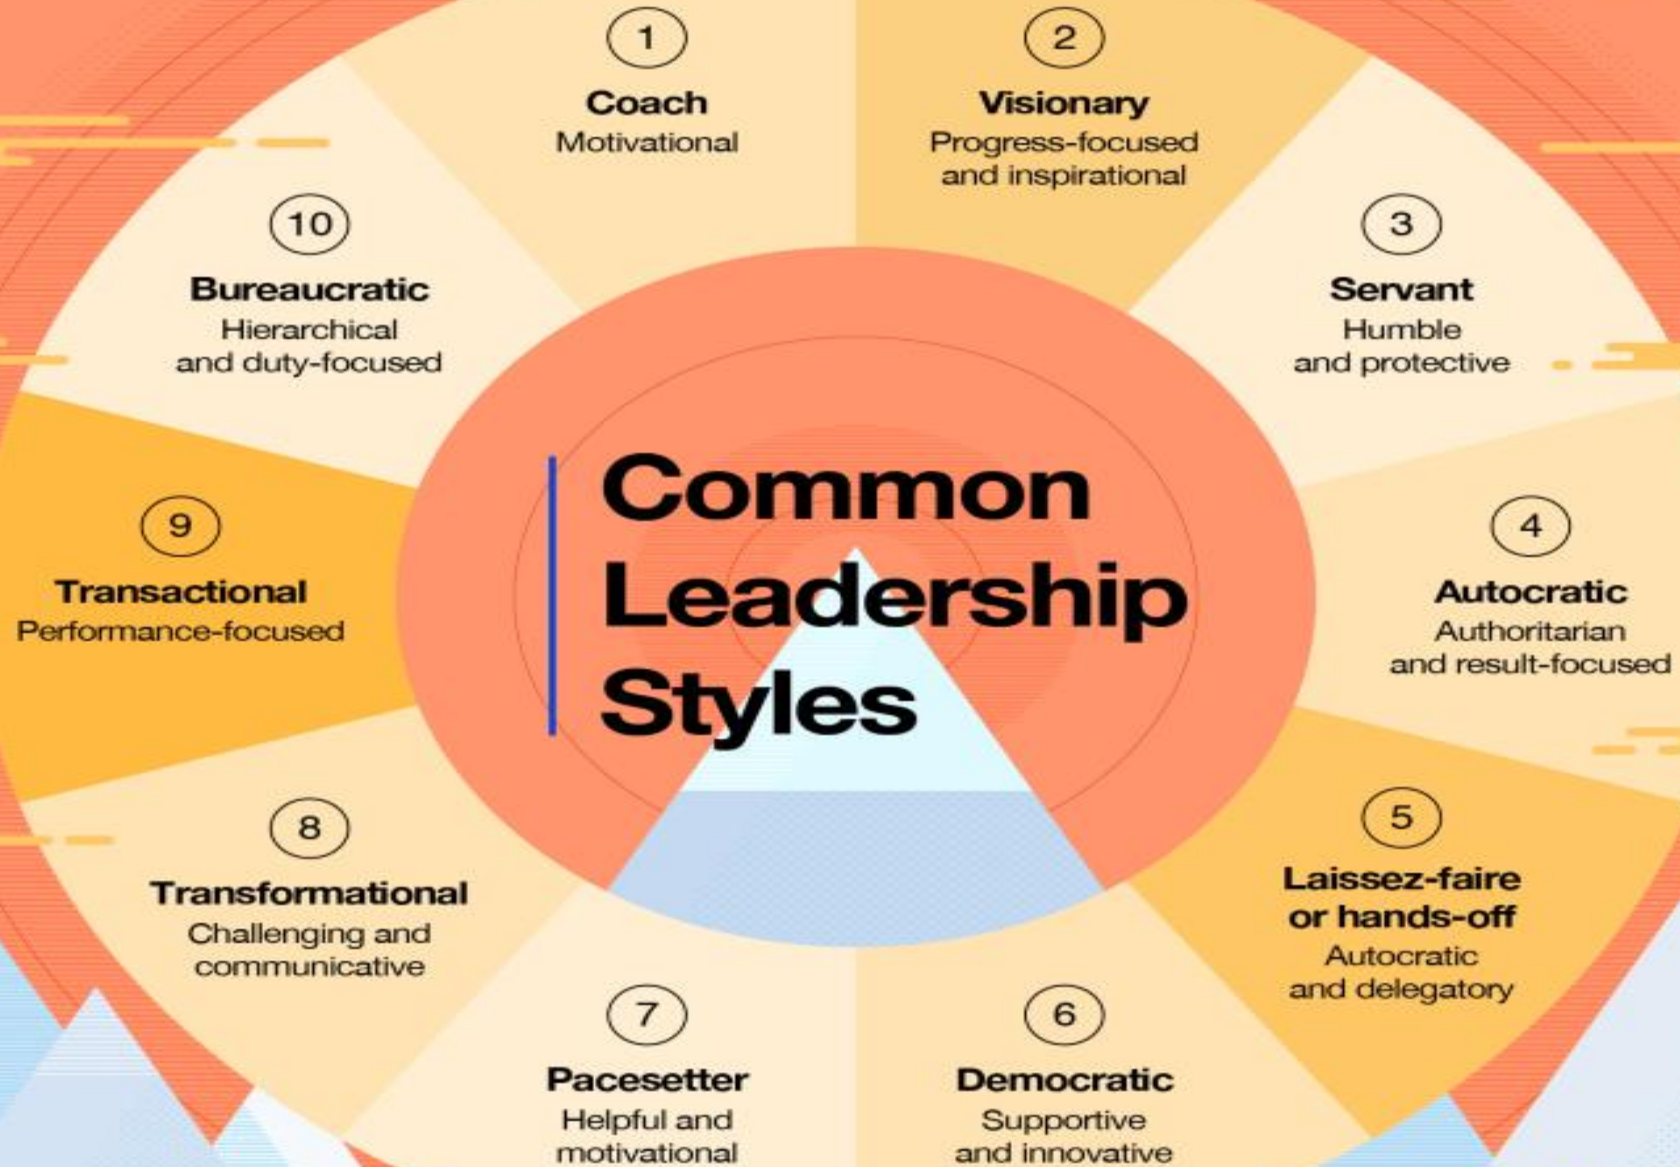 Common
Leadership
Styles
1
Coach
Motivational
2
Visionary
Progress-focused
and inspirational
3
Servant
Humble
and protective
4
Autocratic
Authoritarian
and result-focused
5
Laissez-faire
or hands-off
Autocratic
and delegatory
6
Democratic
Supportive
and innovative
7
Pacesetter
Helpful and
motivational
8
Transformational
Challenging and
communicative
9
Transactional
Performance-focused
10
Bureaucratic
Hierarchical
and duty-focused